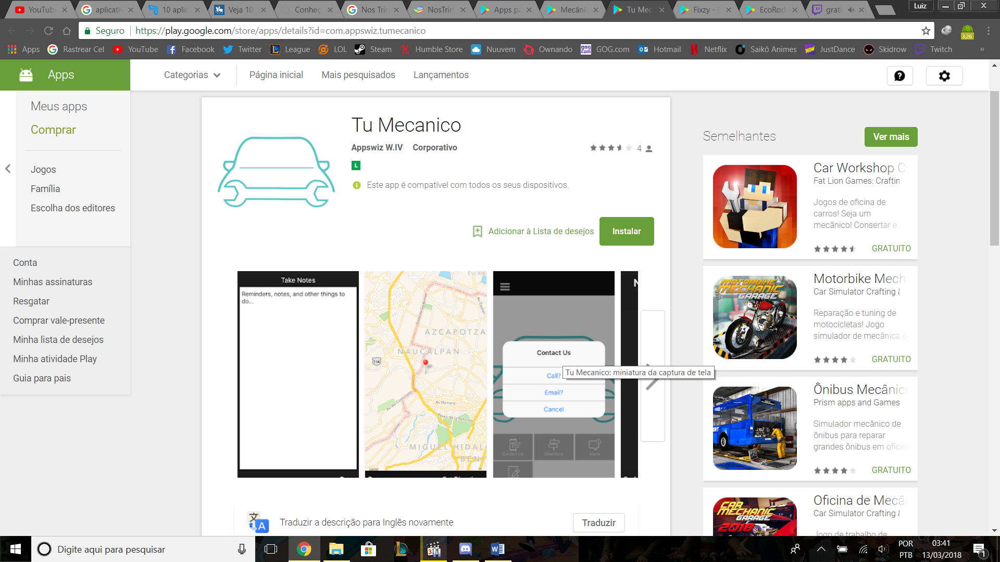 YouTube
aplicativ
10 aplic
Veja 10
Conheç
Nos Trin
NosTrin
Apps pa
Mecâni
Tu Mec
Fixzy - E
EcoRod
grati
Luiz
Seguro
https://play.google.com/store/apps/details?id=com.appswiz.tumecanico
3,26
Apps
Rastrear Cel
YouTube
Facebook
Twitter
League
LOL
Steam
Humble Store
Nuuvem
Ownando
GOG.com
Hotmail
Netflix
Saikô Animes
JustDance
Skidrow
Twitch
»
Apps
Categorias
Página inicial
Mais pesquisados
Lançamentos
Meus apps
Comprar
Jogos
Família
Escolha dos editores
Conta
Minhas assinaturas
Resgatar
Comprar vale-presente
Minha lista de desejos
Minha atividade Play
Guia para pais
Tu Mecanico
Appswiz W.IV Corporativo
4
L
Este app é compatível com todos os seus dispositivos.
Adicionar à Lista de desejos
Instalar
Take Notes
Reminders, notes, and other things to
do...
AZCAPOTZA
NAUCALPAN
134
MIGUEL HIDAL
BENI
Contact Us
Call?
Email?
Cancel
Contact Us
Directions
Alerts
Tu Mecanico: miniatura da captura de tela
Traduzir a descrição para Inglês novamente
Traduzir
Semelhantes
Ver mais
Car Workshop C
Fat Lion Games: Craftin
Jogos de oficina de
carros! Seja um
mecânico! Consertar e
GRATUITO
MOTORBIKE
MECHANIC
GARAGE
Motorbike Mech
Car Simulator Crafting &
Reparação e tuning de
motocicletas! Jogo
simulador de mecânica de
GRATUITO
Ônibus Mecânico
Prism apps and Games
Simulador mecânico de
ônibus para reparar
grandes ônibus em oficina
GRATUITO
CAR
MECHANIC
GARAGE
2018
Oficina de Mecâ
Car Simulator Crafting &
Jogo de trabalho de
Digite aqui para pesquisar
POR
PTB
03:41
13/03/2018
1